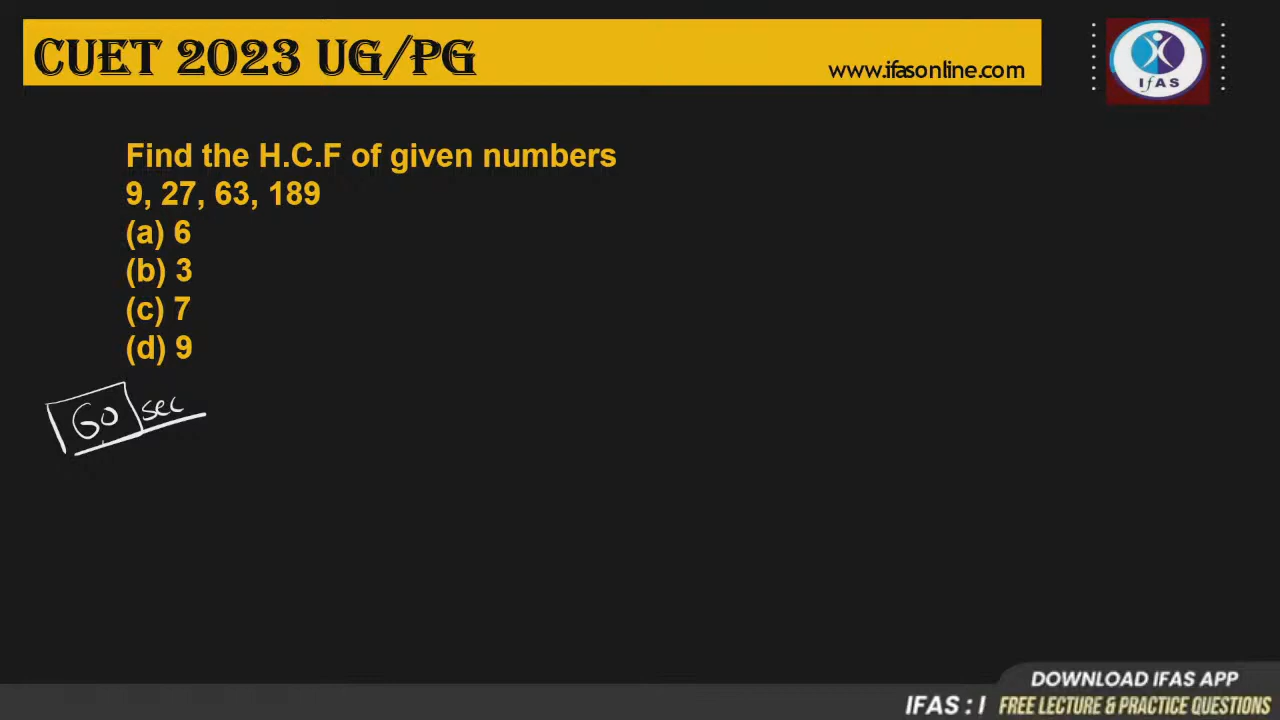 CUET 2023 UG/PG
www.ifasonline.com
IfAS
Find the H.C.F of given numbers
9, 27, 63, 189
(a) 6
(b) 3
(c) 7
(d) 9
60 sec
DOWNLOAD IFAS APP
IFAS : I FREE LECTURE & PRACTICE QUESTIONS